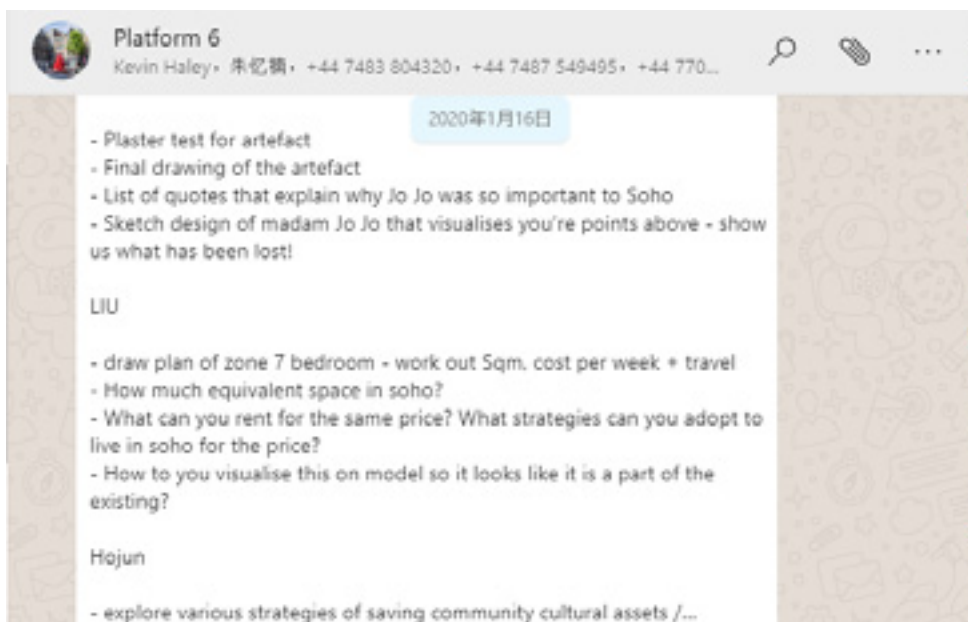 Platform 6
Kevin Haley, 朱亿, +44 7483 804320, +44 7487 549495, +44 770...
2020年1月16日
- Plaster test for artefact
- Final drawing of the artefact
- List of quotes that explain why Jo Jo was so important to Soho
- Sketch design of madam Jo Jo that visualises you're points above - show
us what has been lost!
LIU
- draw plan of zone 7 bedroom - work out Sqm. cost per week + travel
- How much equivalent space in soho?
- What can you rent for the same price? What strategies can you adopt to
live in soho for the price?
- How to you visualise this on model so it looks like it is a part of the
existing?
Hojun
- explore various strategies of saving community cultural assets /...